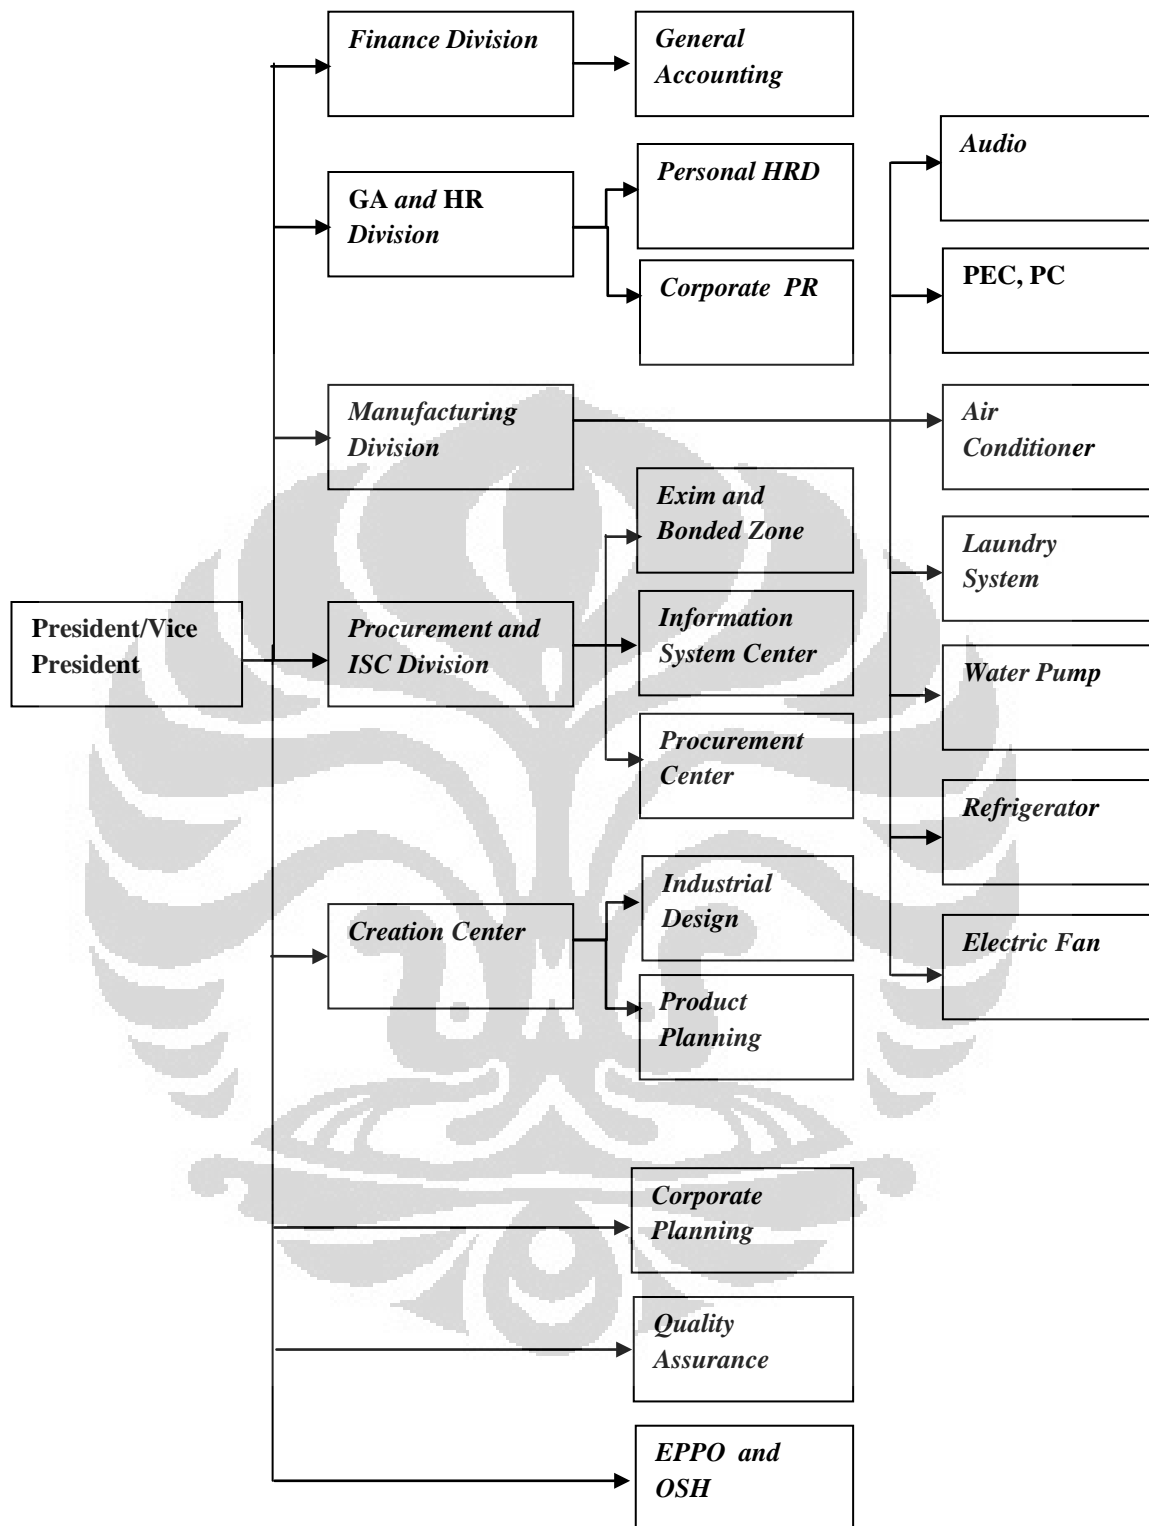 Finance Division
General
Accounting
Audio
Personal HRD
GA and HR
Division
Corporate PR
PEC, PC
Manufacturing
Division
Air
Conditioner
Exim and
Bonded Zone
Laundry
System
President/Vice
President
Procurement and
ISC Division
Information
System Center
Water Pump
Procurement
Center
Refrigerator
Industrial
Design
Creation Center
Electric Fan
Product
Planning
Corporate
Planning
Quality
Assurance
EPPO and
OSH